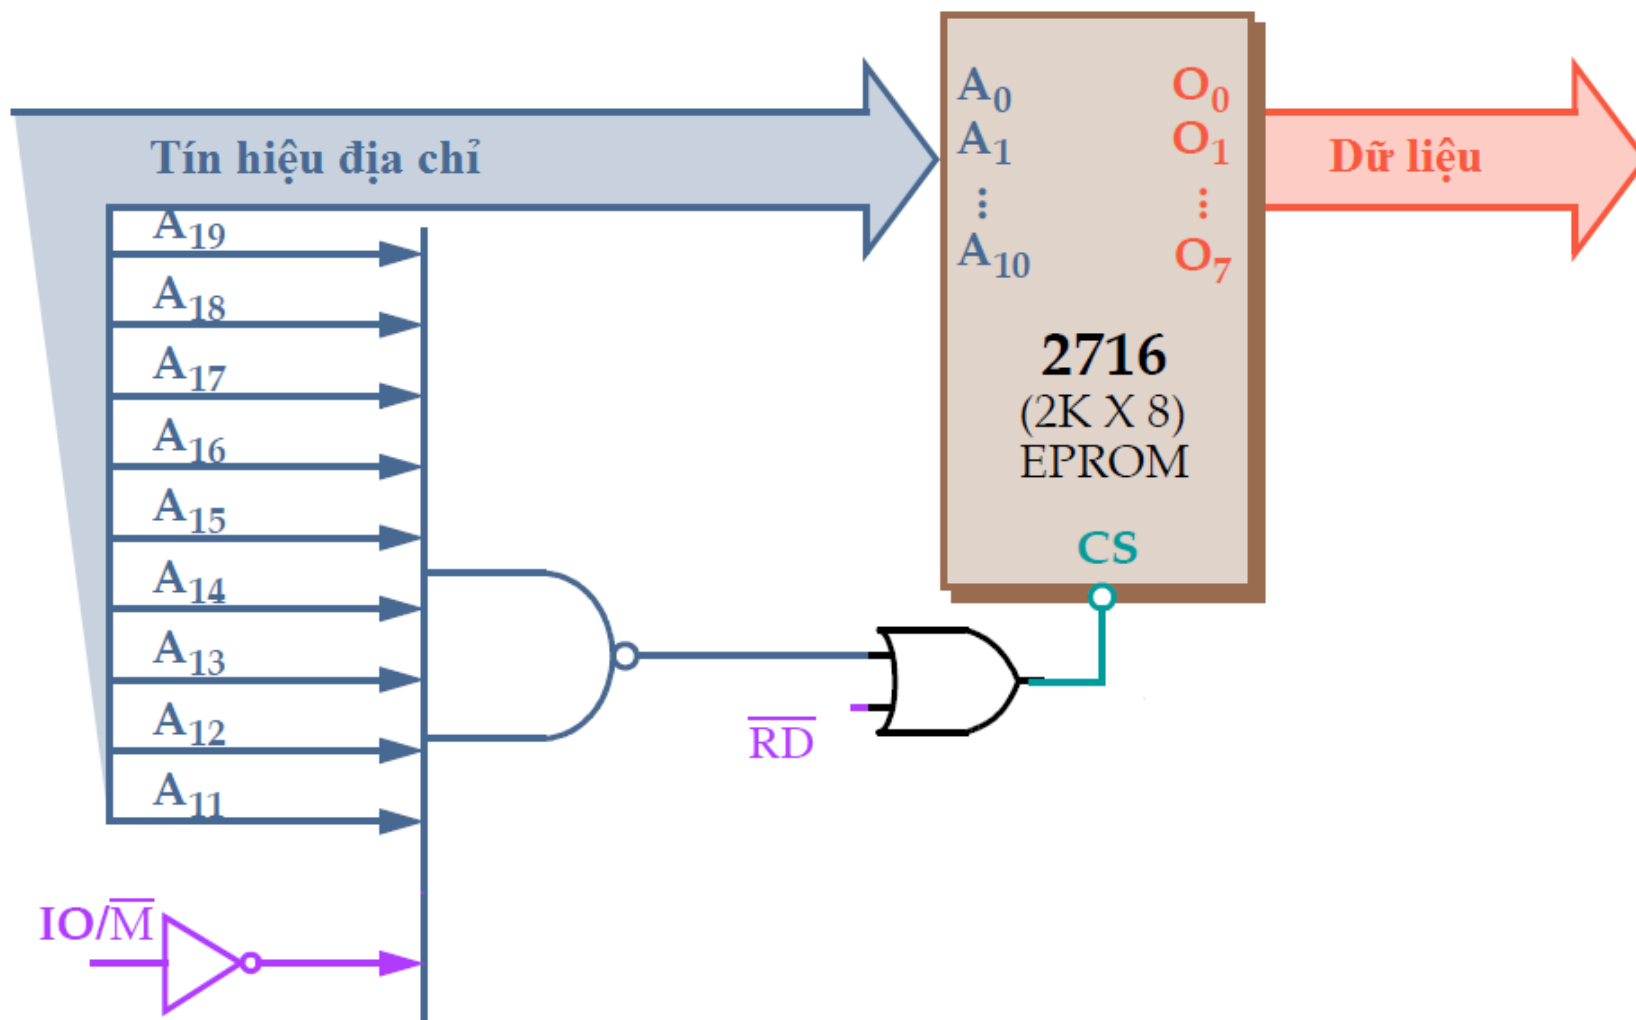 Tín hiệu địa chỉ
A₁₉
A₁₈
A₁₇
A₁₆
A₁₅
A₁₄
A₁₃
A₁₂
A₁₁
IO/M̅
R̅D̅
A₀ O₀
A₁ O₁
⋮ ⋮
A₁₀ O₇
2716
(2K X 8)
EPROM
CS
Dữ liệu